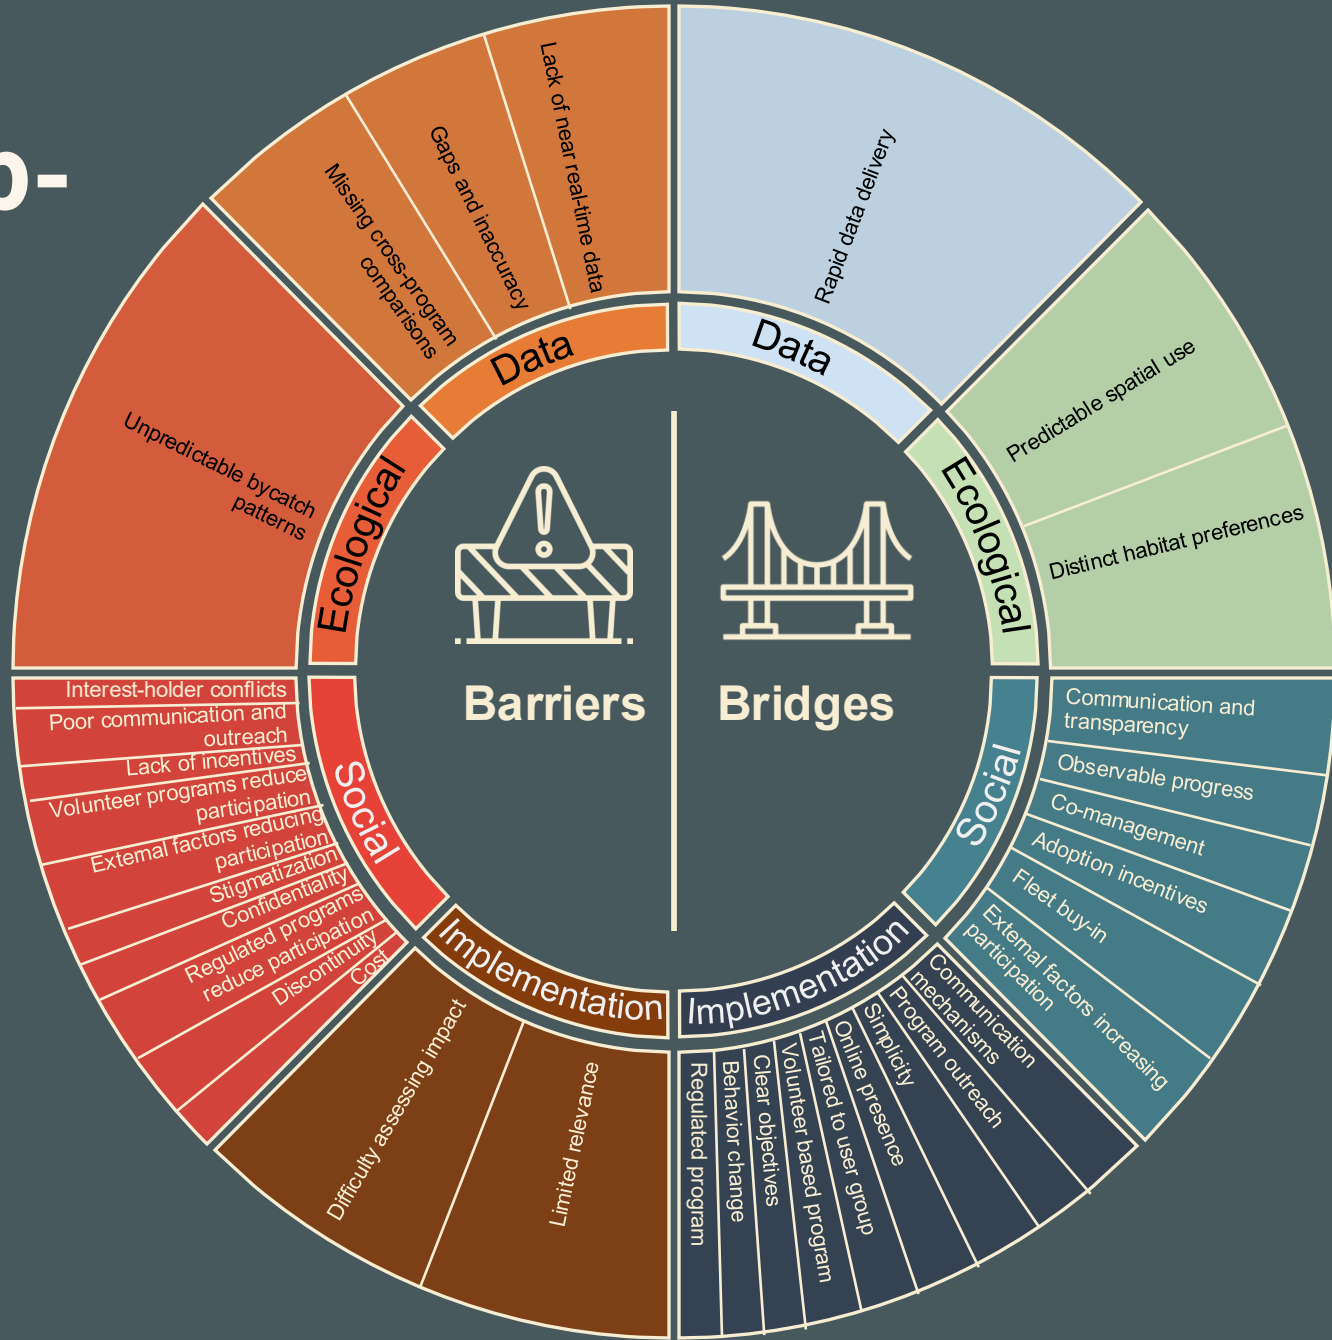 Lack of near real-time data
Gaps and inaccuracy
Missing cross-program
comparisons
Data
Unpredictable bycatch
patterns
Ecological
Interest-holder conflicts
Poor communication and
outreach
Lack of incentives
Volunteer programs reduce
participation
External factors reducing
participation
Stigmatization
Confidentiality
Regulated programs
reduce participation
Discontinuity
Cost
Social
Difficulty assessing impact
Limited relevance
Implementation
Barriers
Bridges
Rapid data delivery
Data
Predictable spatial use
Distinct habitat preferences
Ecological
Communication and
transparency
Observable progress
Co-management
Adoption incentives
Fleet buy-in
External factors increasing
participation
Social
Communication
mechanisms
Program outreach
Simplicity
Online presence
Tailored to user group
Volunteer based program
Clear objectives
Behavior change
Regulated program
Implementation